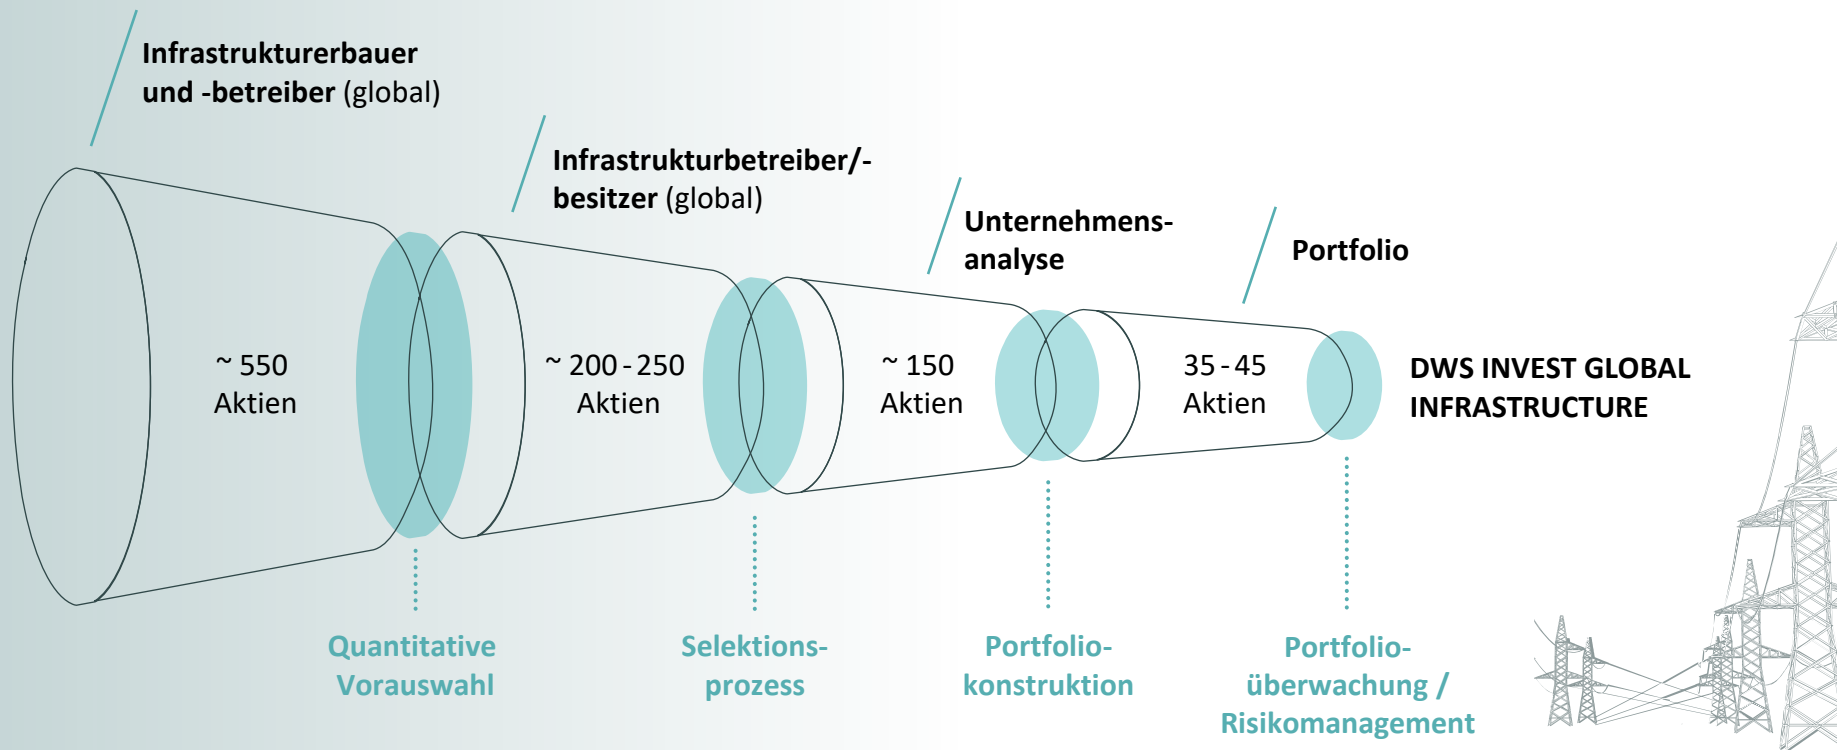 Infrastrukturerbauer
und -betreiber (global)
Infrastrukturbetreiber/-
besitzer (global)
Unternehmens-
analyse
Portfolio
~ 550
Aktien
~ 200 - 250
Aktien
~ 150
Aktien
35 - 45
Aktien
DWS INVEST GLOBAL
INFRASTRUCTURE
Quantitative
Vorauswahl
Selektions-
prozess
Portfolio-
konstruktion
Portfolio-
überwachung /
Risikomanagement